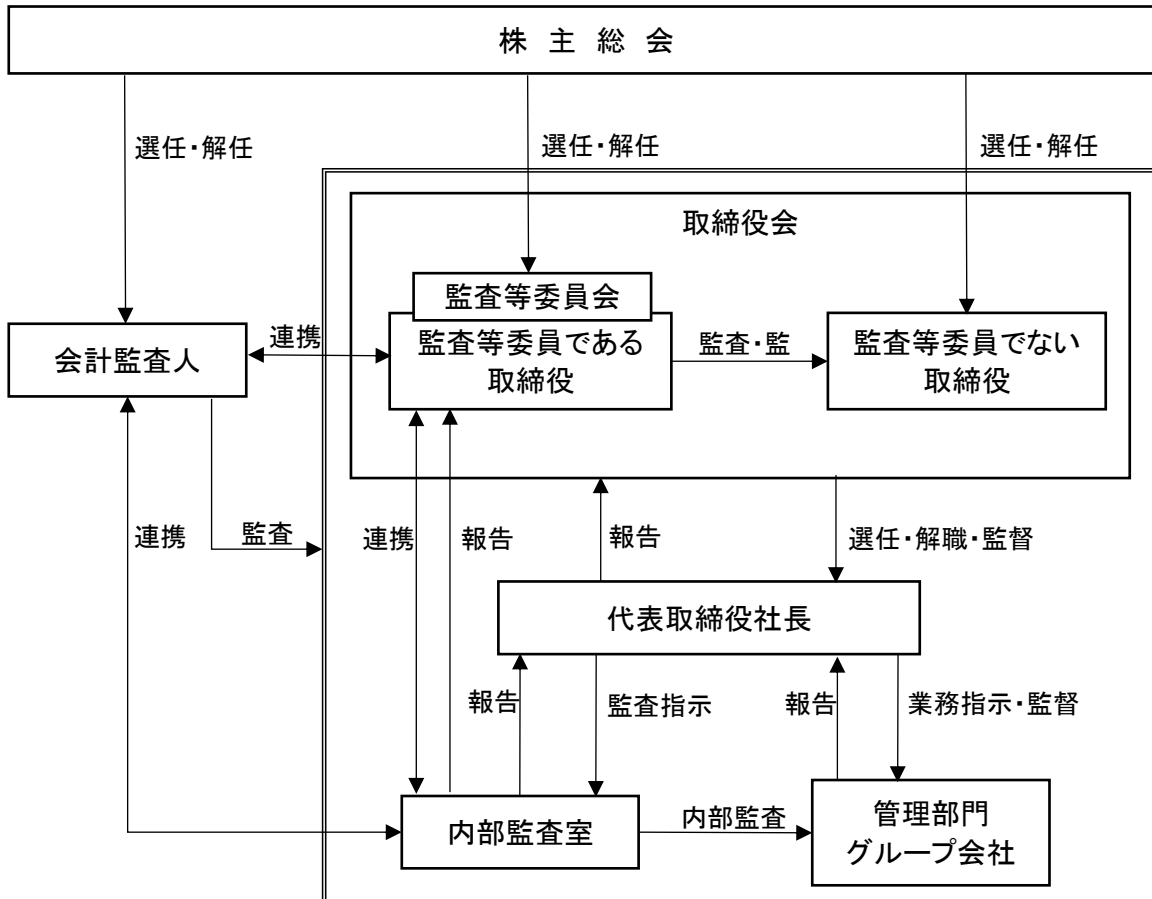 株 主 総 会
選任・解任
選任・解任
選任・解任
取締役会
監査等委員会
会計監査人
連携
監査等委員である
取締役
監査・監
監査等委員でない
取締役
連携
監査
連携
報告
報告
選任・解職・監督
代表取締役社長
報告
監査指示
報告
業務指示・監督
内部監査室
内部監査
管理部門
グループ会社